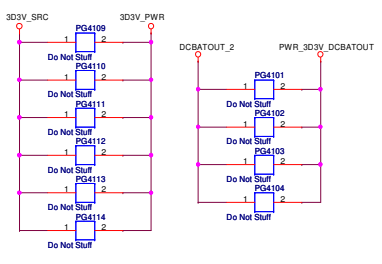 3D3V_SRC 3D3V_PWR
PG4109
1 2
Do Not Stuff
PG4110
1 2
Do Not Stuff
PG4111
1 2
Do Not Stuff
PG4112
1 2
Do Not Stuff
PG4113
1 2
Do Not Stuff
PG4114
1 2
Do Not Stuff
DCBATOUT_2 PWR_3D3V_DCBATOUT
PG4101
1 2
Do Not Stuff
PG4102
1 2
Do Not Stuff
PG4103
1 2
Do Not Stuff
PG4104
1 2
Do Not Stuff